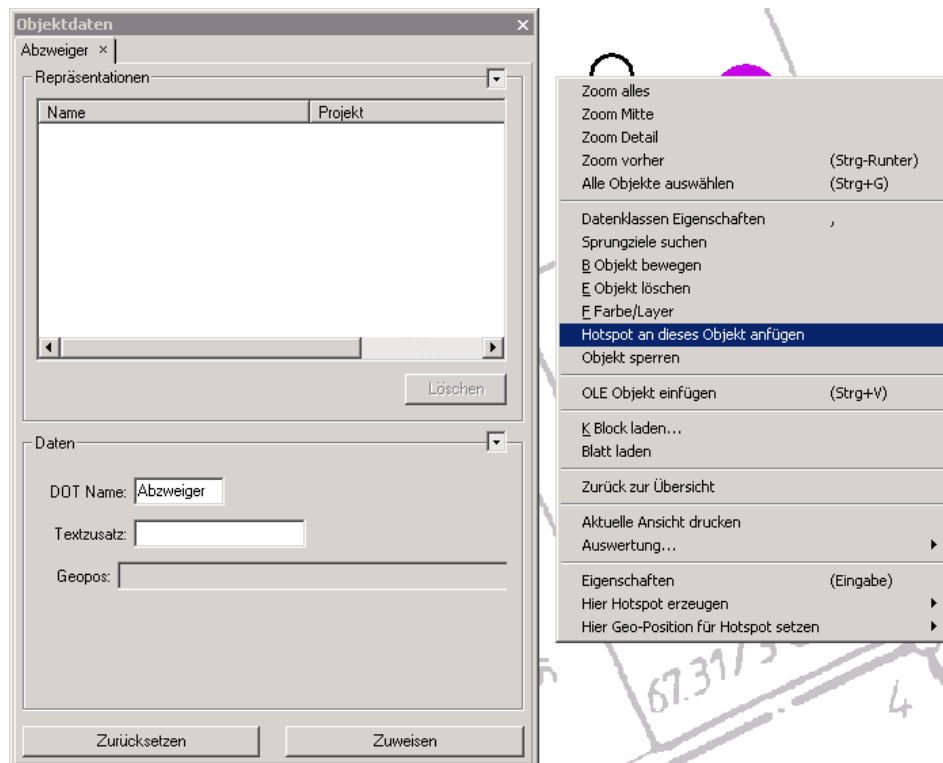 Objektdaten
Abzweiger
Repräsentationen
Name Projekt
Löschen
Daten
DOT Name: Abzweiger
Textzusatz:
Geopos:
Zurücksetzen Zuweisen
Zoom alles
Zoom Mitte
Zoom Detail
Zoom vorher (Strg-Runter)
Alle Objekte auswählen (Strg+G)
Datenklassen Eigenschaften ,
Sprungziele suchen
B Objekt bewegen
E Objekt löschen
F Farbe/Layer
Hotspot an dieses Objekt anfügen
Objekt sperren
OLE Objekt einfügen (Strg+V)
K Block laden...
Blatt laden
Zurück zur Übersicht
Aktuelle Ansicht drucken
Auswertung...
Eigenschaften (Eingabe)
Hier Hotspot erzeugen
Hier Geo-Position für Hotspot setzen
4